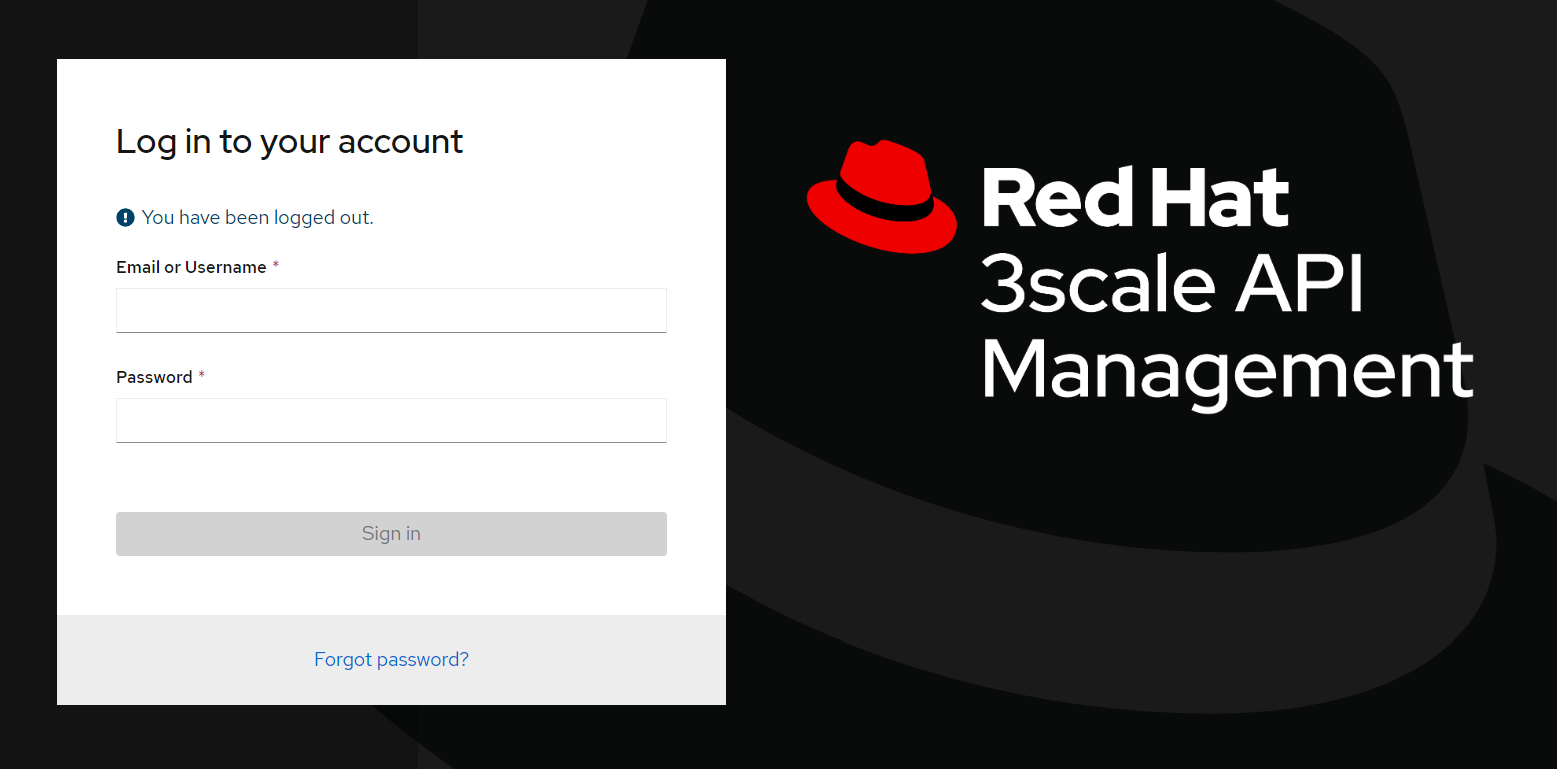 Log in to your account
You have been logged out.
Email or Username *
Password *
Sign in
Forgot password?
Red Hat
3scale API
Management